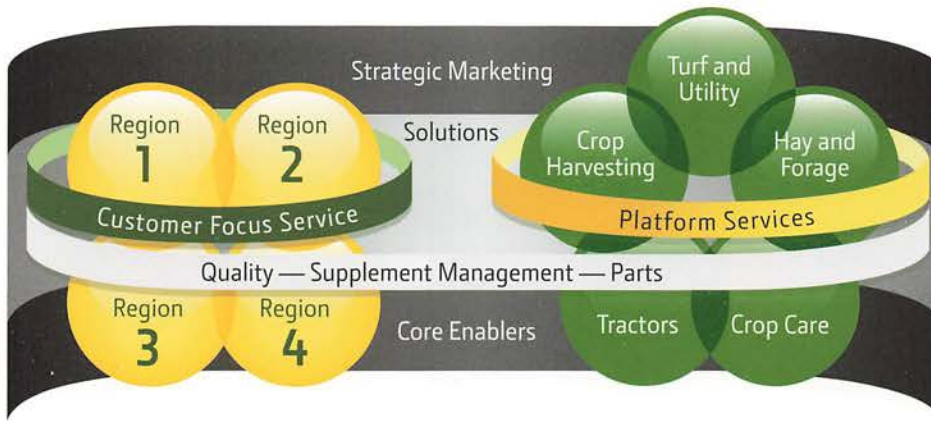 Strategic Marketing
Turf and
Utility
Region
1
Region
2
Solutions
Crop
Harvesting
Hay and
Forage
Customer Focus Service
Platform Services
Quality — Supplement Management — Parts
Region
3
Region
4
Core Enablers
Tractors
Crop Care